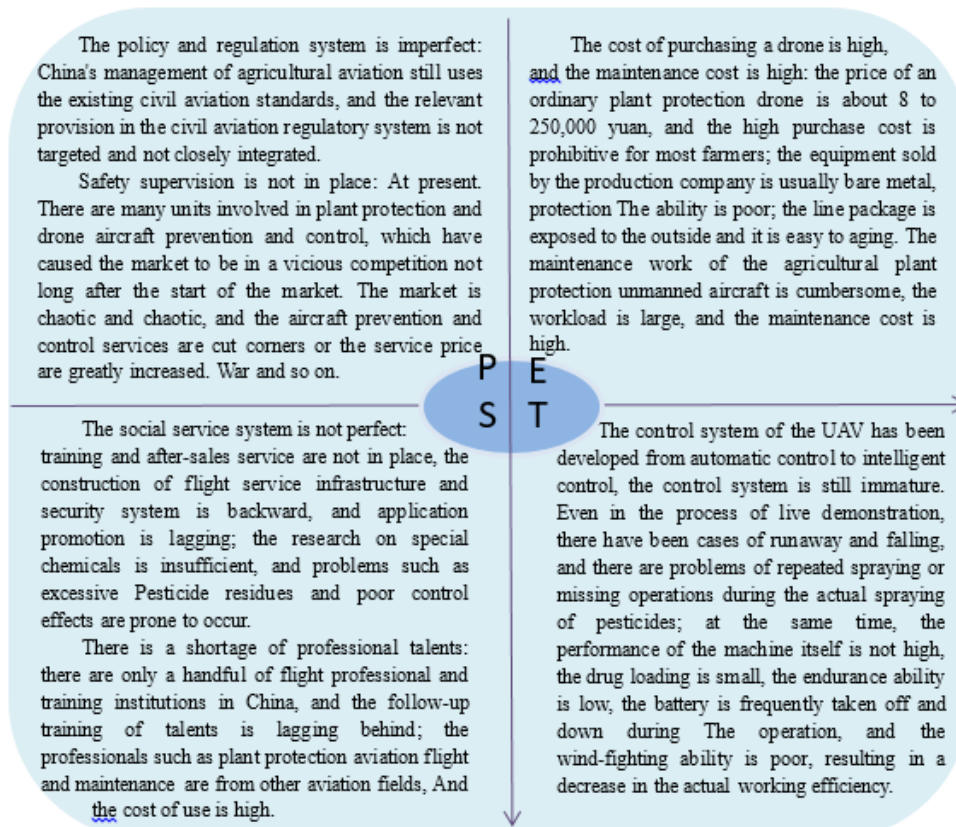 The policy and regulation system is imperfect:
China's management of agricultural aviation still uses
the existing civil aviation standards, and the relevant
provision in the civil aviation regulatory system is not
targeted and not closely integrated.
Safety supervision is not in place: At present.
There are many units involved in plant protection and
drone aircraft prevention and control, which have
caused the market to be in a vicious competition not
long after the start of the market. The market is
chaotic and chaotic, and the aircraft prevention and
control services are cut corners or the service price
are greatly increased. War and so on.
The cost of purchasing a drone is high,
and the maintenance cost is high: the price of an
ordinary plant protection drone is about 8 to
250,000 yuan, and the high purchase cost is
prohibitive for most farmers; the equipment sold
by the production company is usually bare metal,
protection The ability is poor; the line package is
exposed to the outside and it is easy to aging. The
maintenance work of the agricultural plant
protection unmanned aircraft is cumbersome, the
workload is large, and the maintenance cost is
high.
P E
S T
The social service system is not perfect:
training and after-sales service are not in place, the
construction of flight service infrastructure and
security system is backward, and application
promotion is lagging; the research on special
chemicals is insufficient, and problems such as
excessive Pesticide residues and poor control
effects are prone to occur.
There is a shortage of professional talents:
there are only a handful of flight professional and
training institutions in China, and the follow-up
training of talents is lagging behind; the
professionals such as plant protection aviation flight
and maintenance are from other aviation fields, And
the cost of use is high.
The control system of the UAV has been
developed from automatic control to intelligent
control, the control system is still immature.
Even in the process of live demonstration,
there have been cases of runaway and falling,
and there are problems of repeated spraying or
missing operations during the actual spraying
of pesticides; at the same time, the
performance of the machine itself is not high,
the drug loading is small, the endurance ability
is low, the battery is frequently taken off and
down during The operation, and the
wind-fighting ability is poor, resulting in a
decrease in the actual working efficiency.